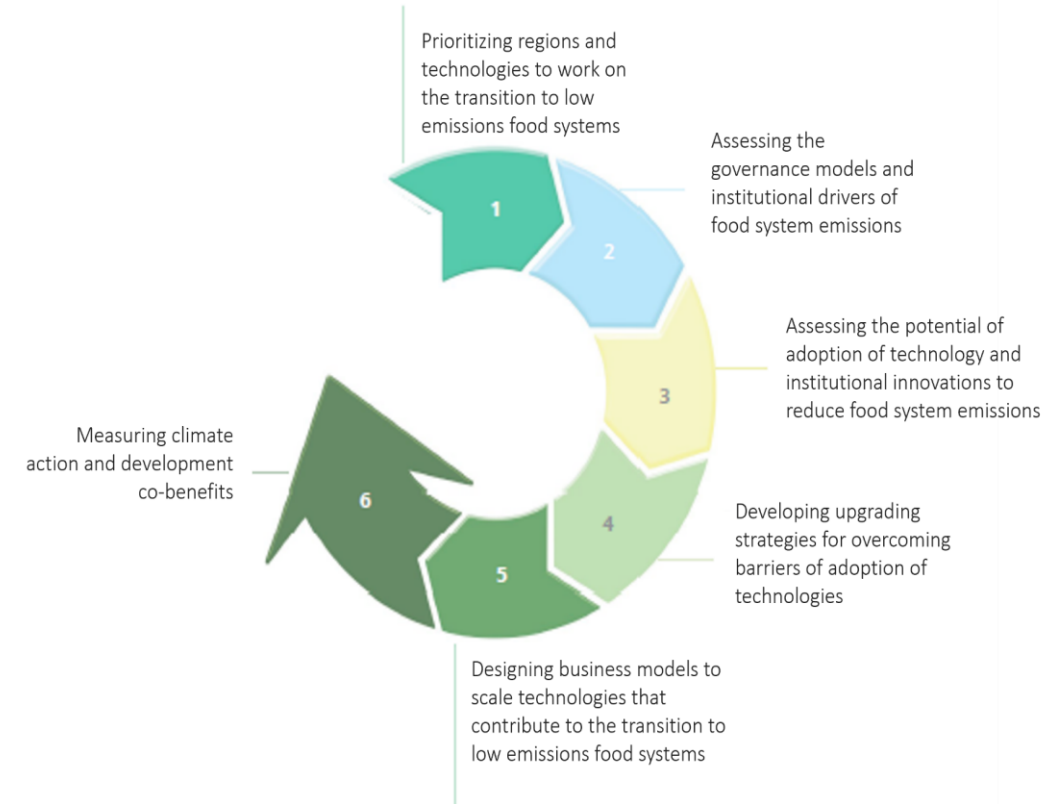 Prioritizing regions and
technologies to work on
the transition to low
emissions food systems
1
Assessing the
governance models and
institutional drivers of
food system emissions
2
Assessing the potential of
adoption of technology and
institutional innovations to
reduce food system emissions
3
Developing upgrading
strategies for overcoming
barriers of adoption of
technologies
4
Designing business models to
scale technologies that
contribute to the transition to
low emissions food systems
5
Measuring climate
action and development
co-benefits
6